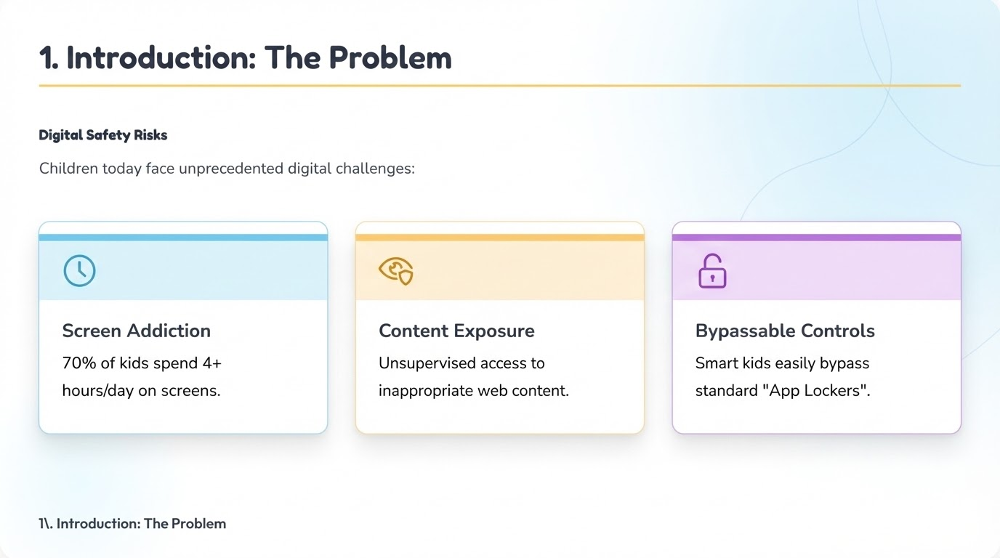 1. Introduction: The Problem
Digital Safety Risks
Children today face unprecedented digital challenges:
Screen Addiction
70% of kids spend 4+
hours/day on screens.
Content Exposure
Unsupervised access to
inappropriate web content.
Bypassable Controls
Smart kids easily bypass
standard "App Lockers".
1\. Introduction: The Problem